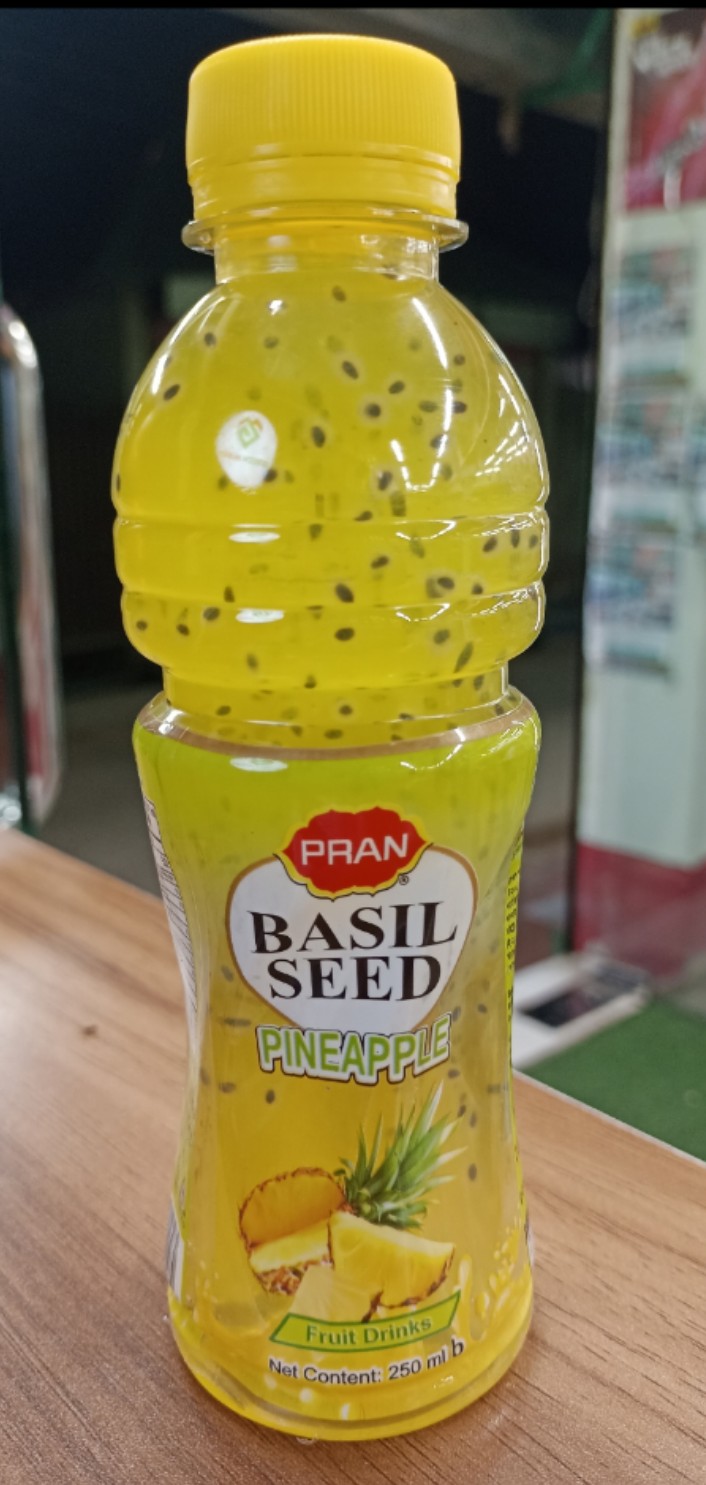 PRAN
®
BASIL
SEED
PINEAPPLE
Fruit Drinks
Net Content: 250 ml b